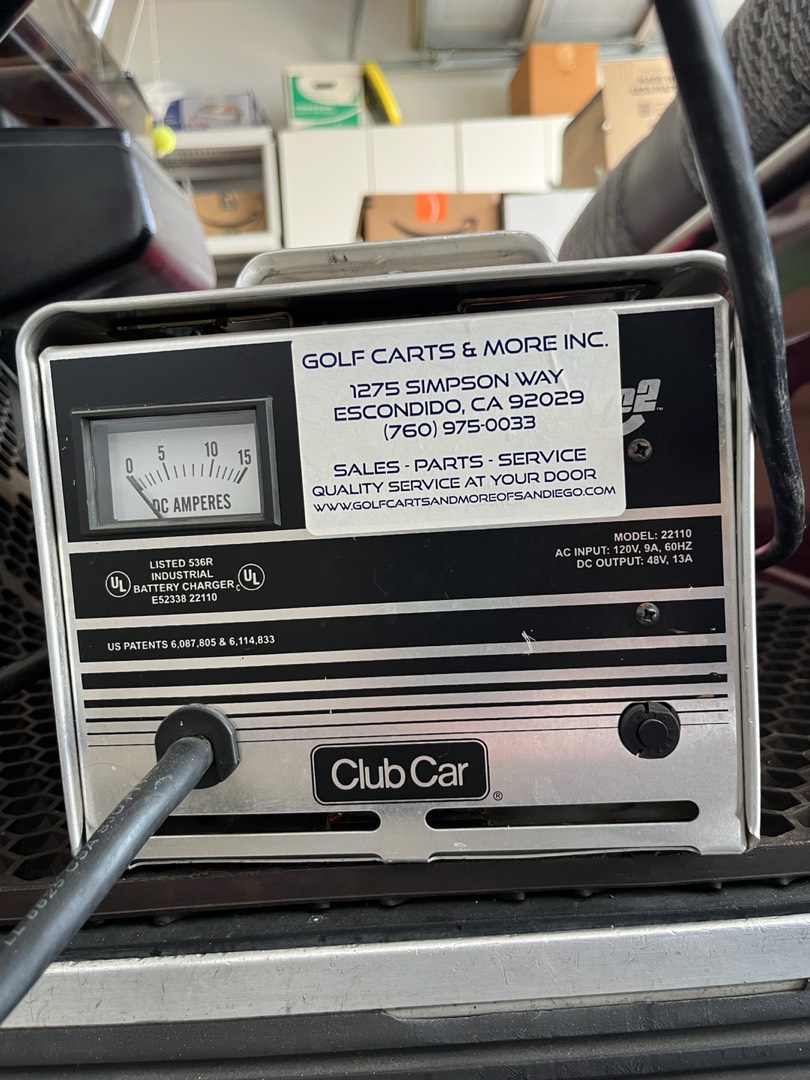 GOLF CARTS & MORE INC.
1275 SIMPSON WAY
ESCONDIDO, CA 92029
(760) 975-0033
SALES - PARTS - SERVICE
QUALITY SERVICE AT YOUR DOOR
WWW.GOLFCARTSANDMOREOFSANDIEGO.COM
0 5 10 15
DC AMPERES
UL
LISTED 536R
INDUSTRIAL
BATTERY CHARGER
E52338 22110
UL
MODEL: 22110
AC INPUT: 120V, 9A, 60HZ
DC OUTPUT: 48V, 13A
US PATENTS 6,087,805 & 6,114,833
Club Car
®